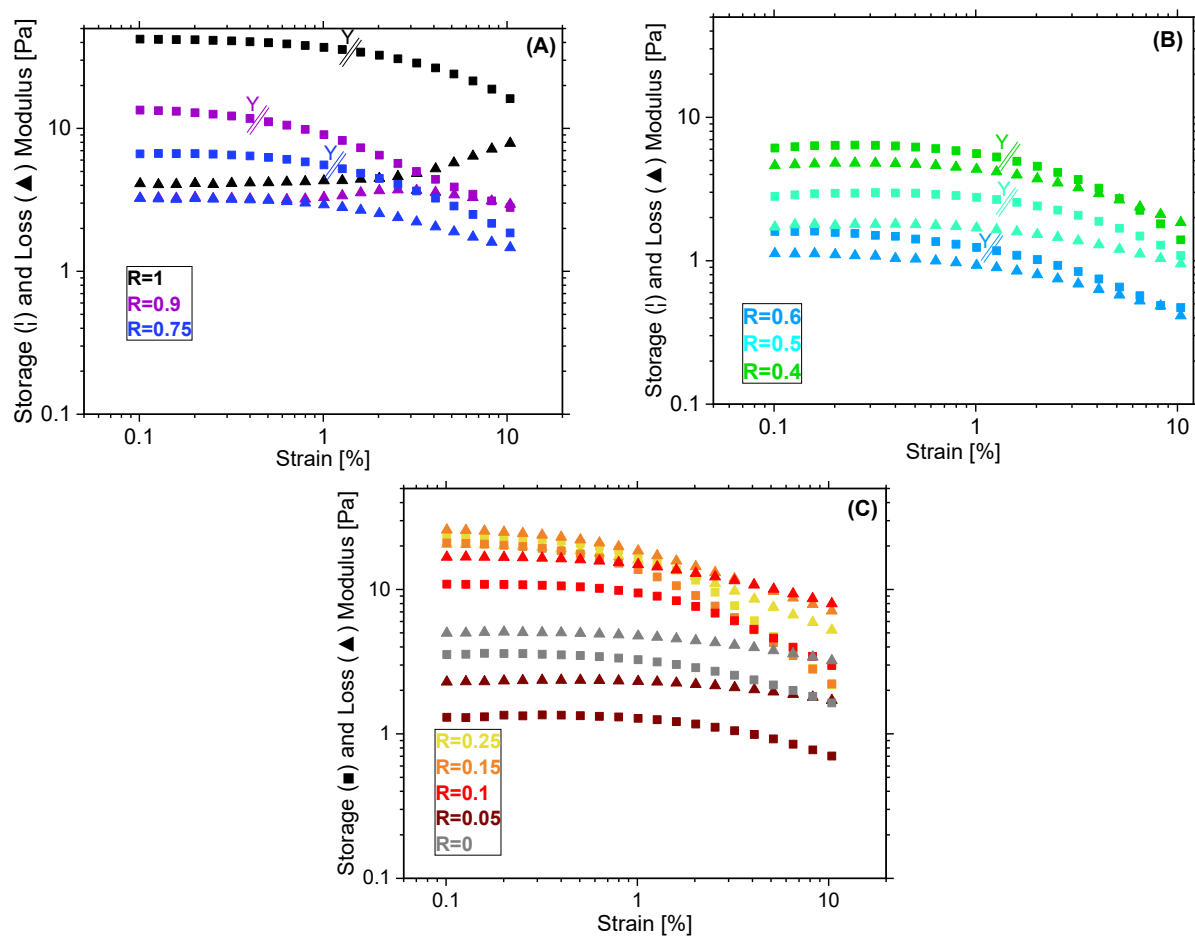 (A)
Storage (¦) and Loss (▲) Modulus [Pa]
10
1
0.1
Y
Y
Y
R=1
R=0.9
R=0.75
0.1
1
10
Strain [%]
(B)
Storage (¦) and Loss (▲) Modulus [Pa]
10
1
0.1
Y
Y
Y
R=0.6
R=0.5
R=0.4
0.1
1
10
Strain [%]
(C)
Storage (■) and Loss (▲) Modulus [Pa]
10
1
0.1
R=0.25
R=0.15
R=0.1
R=0.05
R=0
0.1
1
10
Strain [%]